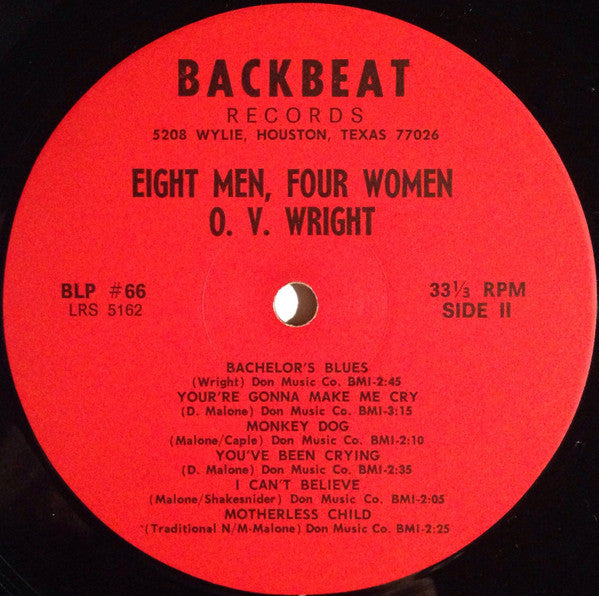 BACKBEAT
RECORDS
5208 WYLIE, HOUSTON, TEXAS 77026
EIGHT MEN, FOUR WOMEN
O. V. WRIGHT
BLP #66
LRS 5162
33⅓ RPM
SIDE II
BACHELOR'S BLUES
(Wright) Don Music Co. BMI-2:45
YOUR'RE GONNA MAKE ME CRY
(D. Malone) Don Music Co. BMI-3:15
MONKEY DOG
(Malone/Caple) Don Music Co. BMI-2:10
YOU'VE BEEN CRYING
(D. Malone) Don Music Co. BMI-2:35
I CAN'T BELIEVE
(Malone/Shakesnider) Don Music Co. BMI-2:05
MOTHERLESS CHILD
(Traditional N/M-Malone) Don Music Co. BMI-2:25